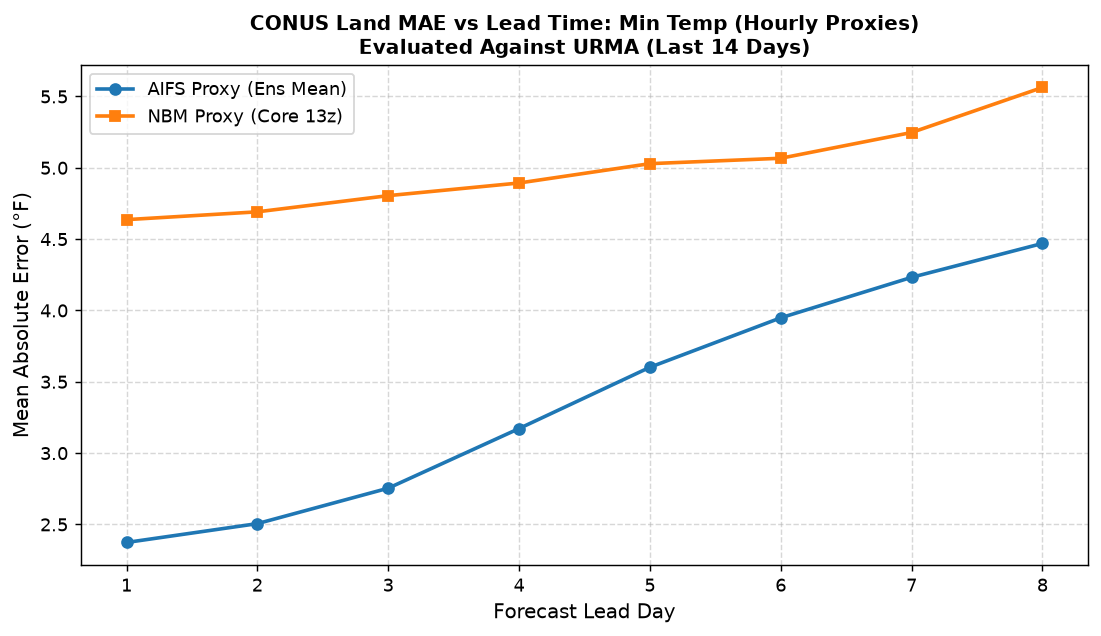 CONUS Land MAE vs Lead Time: Min Temp (Hourly Proxies)
Evaluated Against URMA (Last 14 Days)
AIFS Proxy (Ens Mean)
NBM Proxy (Core 13z)
Mean Absolute Error (°F)
5.5
5.0
4.5
4.0
3.5
3.0
2.5
1 2 3 4 5 6 7 8
Forecast Lead Day